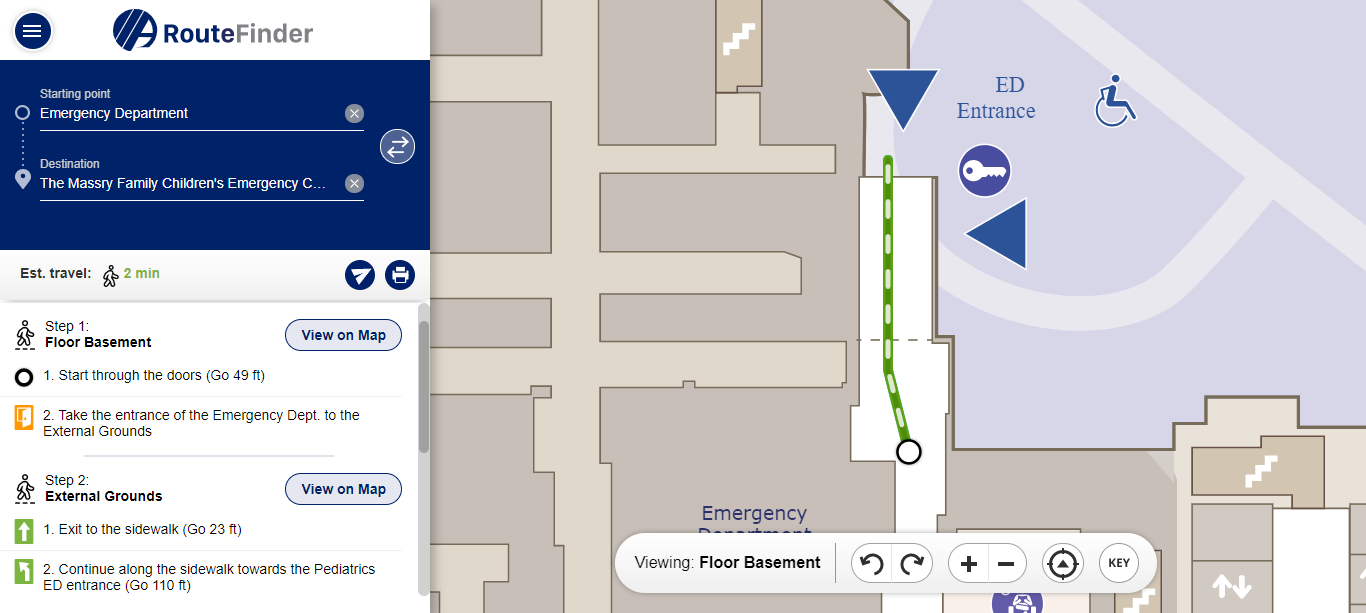 RouteFinder
Starting point
Emergency Department
Destination
The Massry Family Children's Emergency C...
Est. travel: 2 min
Step 1:
Floor Basement
View on Map
1. Start through the doors (Go 49 ft)
2. Take the entrance of the Emergency Dept. to the
External Grounds
Step 2:
External Grounds
View on Map
1. Exit to the sidewalk (Go 23 ft)
2. Continue along the sidewalk towards the Pediatrics
ED entrance (Go 110 ft)
ED
Entrance
Emergency
Department
Viewing: Floor Basement
KEY